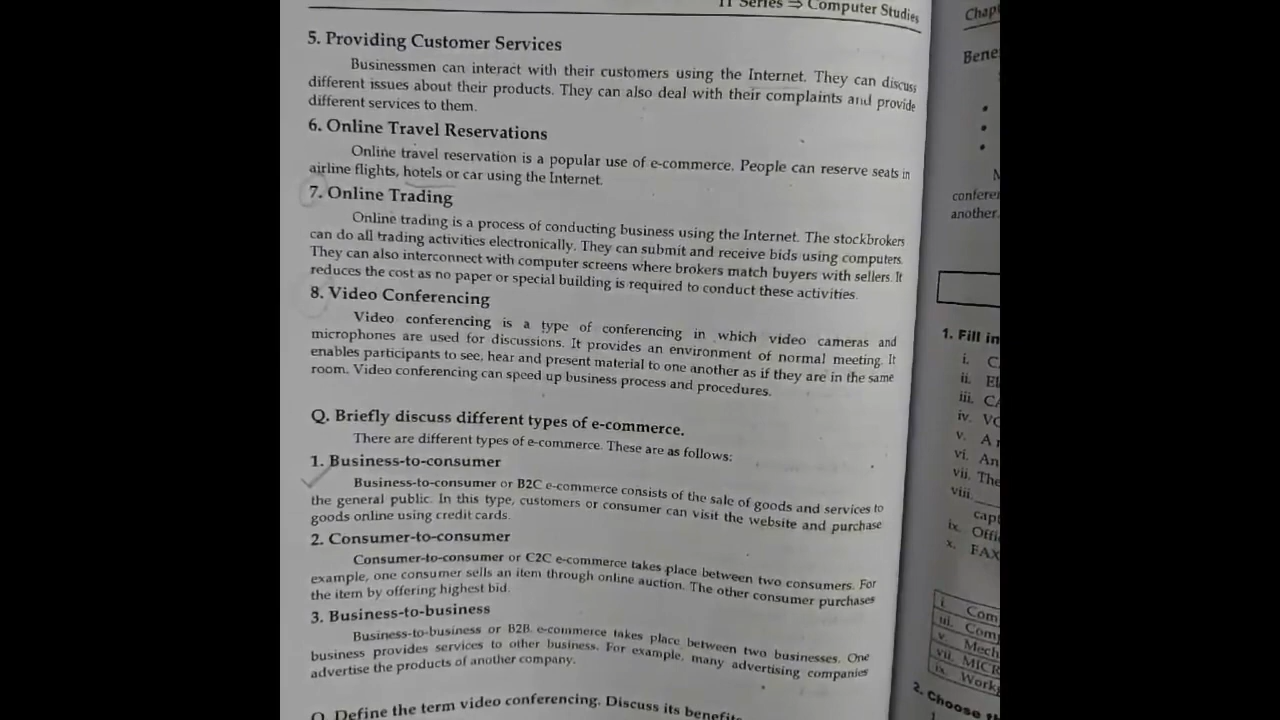 IT Series ⇒ Computer Studies
5. Providing Customer Services
Businessmen can interact with their customers using the Internet. They can discuss
different issues about their products. They can also deal with their complaints and provide
different services to them.
6. Online Travel Reservations
Online travel reservation is a popular use of e-commerce. People can reserve seats in
airline flights, hotels or car using the Internet.
7. Online Trading
Online trading is a process of conducting business using the Internet. The stockbrokers
can do all trading activities electronically. They can submit and receive bids using computers.
They can also interconnect with computer screens where brokers match buyers with sellers. It
reduces the cost as no paper or special building is required to conduct these activities.
8. Video Conferencing
Video conferencing is a type of conferencing in which video cameras and
microphones are used for discussions. It provides an environment of normal meeting. It
enables participants to see, hear and present material to one another as if they are in the same
room. Video conferencing can speed up business process and procedures.
Q. Briefly discuss different types of e-commerce.
There are different types of e-commerce. These are as follows:
1. Business-to-consumer
Business-to-consumer or B2C e-commerce consists of the sale of goods and services to
the general public. In this type, customers or consumer can visit the website and purchase
goods online using credit cards.
2. Consumer-to-consumer
Consumer-to-consumer or C2C e-commerce takes place between two consumers. For
example, one consumer sells an item through online auction. The other consumer purchases
the item by offering highest bid.
3. Business-to-business
Business-to-business or B2B e-commerce takes place between two businesses. One
business provides services to other business. For example, many advertising companies
advertise the products of another company.
Q. Define the term video conferencing. Discuss its benefits
Chap
Bene
confere
another.
1. Fill in
i. C
ii. El
iii. CA
iv. VO
v. A
vi. An
vii. The
viii.
capt
ix. Offi
x. FAX
i. Com
iii. Comp
v. Mech
vii. MICR
ix. Work
2. Choose th